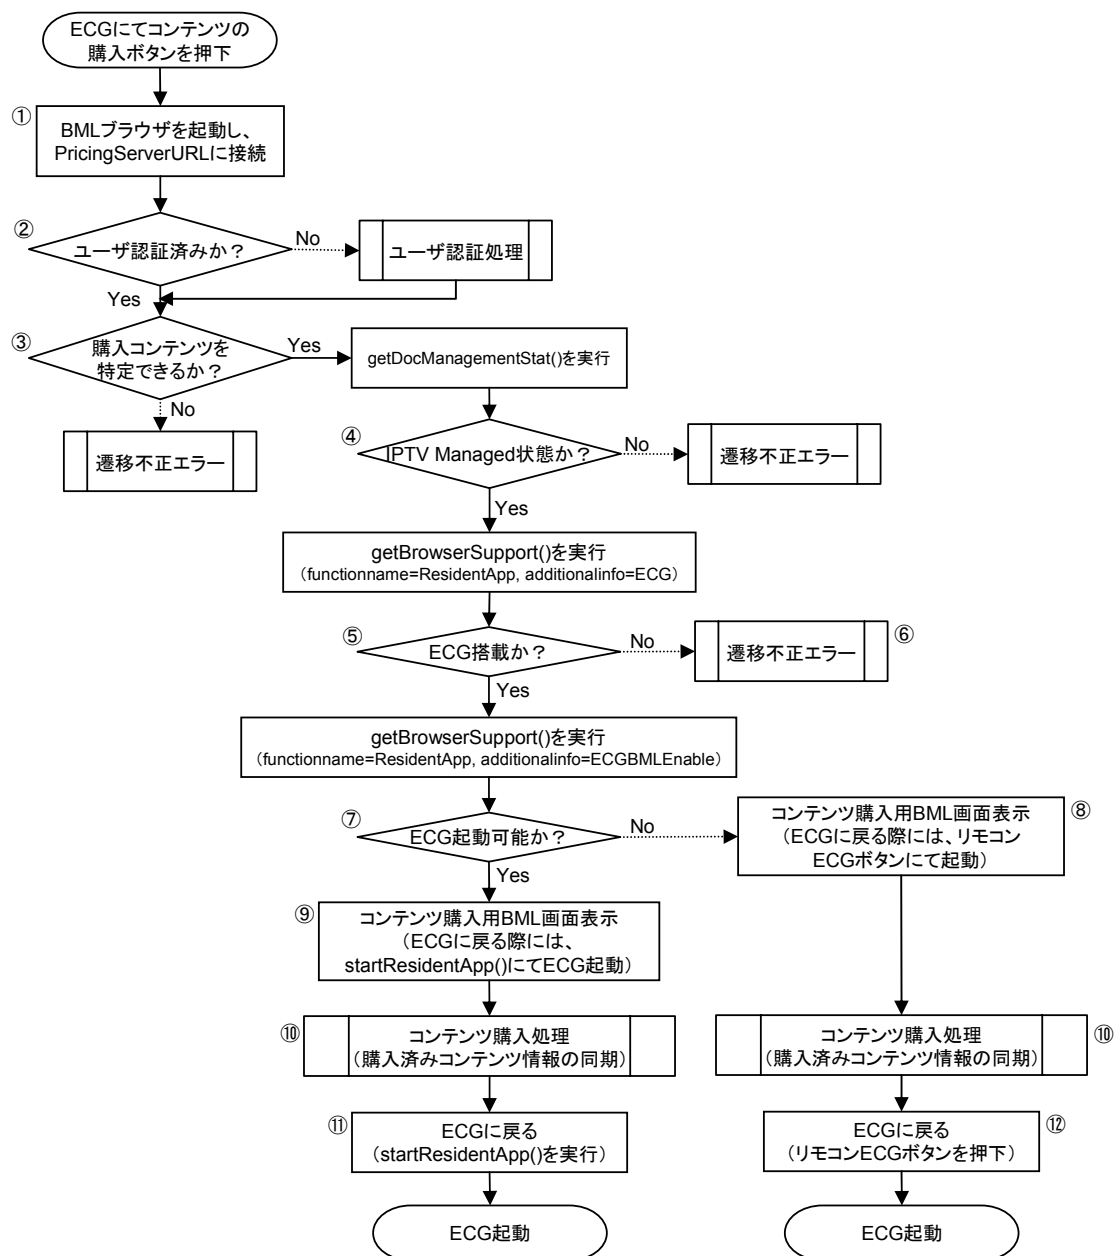 ECGにてコンテンツの
購入ボタンを押下
①
BMLブラウザを起動し、
PricingServerURLに接続
②
ユーザ認証済みか？
No
ユーザ認証処理
Yes
③
購入コンテンツを
特定できるか？
Yes
getDocManagementStat()を実行
No
遷移不正エラー
④
IPTV Managed状態か？
No
遷移不正エラー
Yes
getBrowserSupport()を実行
（functionname=ResidentApp, additionalinfo=ECG）
⑤
ECG搭載か？
No
遷移不正エラー
⑥
Yes
getBrowserSupport()を実行
（functionname=ResidentApp, additionalinfo=ECGBMLEnable）
⑦
ECG起動可能か？
No
コンテンツ購入用BML画面表示
（ECGに戻る際には、リモコン
ECGボタンにて起動）
⑧
Yes
⑨
コンテンツ購入用BML画面表示
（ECGに戻る際には、
startResidentApp()にてECG起動）
⑩
コンテンツ購入処理
（購入済みコンテンツ情報の同期）
コンテンツ購入処理
（購入済みコンテンツ情報の同期）
⑩
⑪
ECGに戻る
（startResidentApp()を実行）
ECGに戻る
（リモコンECGボタンを押下）
⑫
ECG起動
ECG起動